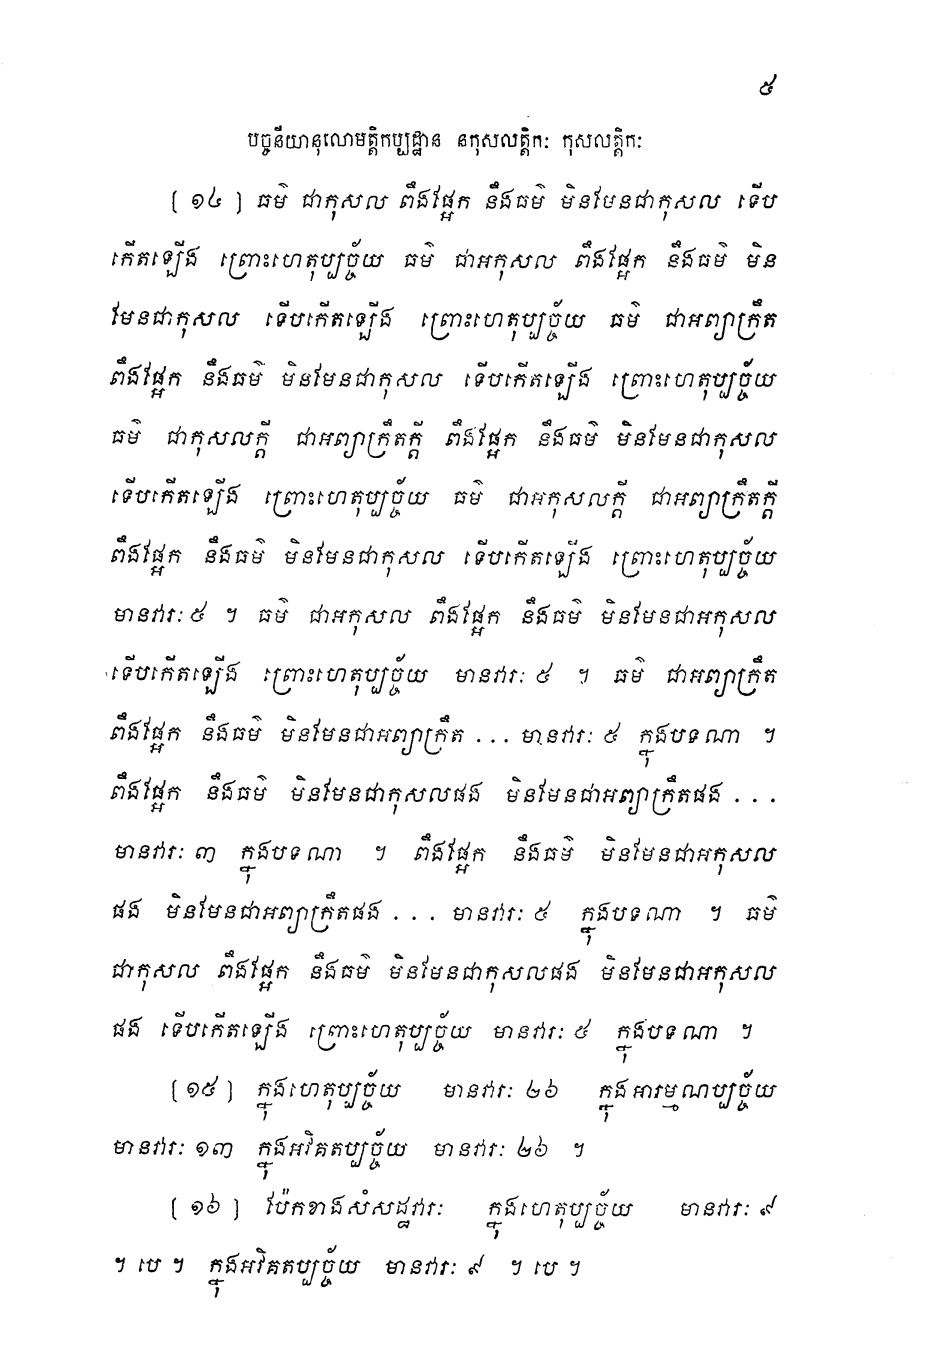 ៥
បច្ចនីយានុលោមត្តិកប្បដ្ឋាន នកុសលត្តិកៈ កុសលត្តិកៈ
[ ១៤ ] ធម៌ ជាកុសល ពឹងផ្អែក នឹងធម៌ មិនមែនជាកុសល ទើប
កើតឡើង ព្រោះហេតុប្បច្ច័យ ធម៌ ជាអកុសល ពឹងផ្អែក នឹងធម៌ មិន
មែនជាកុសល ទើបកើតឡើង ព្រោះហេតុប្បច្ច័យ ធម៌ ជាអព្យាក្រឹត
ពឹងផ្អែក នឹងធម៌ មិនមែនជាកុសល ទើបកើតឡើង ព្រោះហេតុប្បច្ច័យ
ធម៌ ជាកុសលក្តី ជាអព្យាក្រឹតក្តី ពឹងផ្អែក នឹងធម៌ មិនមែនជាកុសល
ទើបកើតឡើង ព្រោះហេតុប្បច្ច័យ ធម៌ ជាអកុសលក្តី ជាអព្យាក្រឹតក្តី
ពឹងផ្អែក នឹងធម៌ មិនមែនជាកុសល ទើបកើតឡើង ព្រោះហេតុប្បច្ច័យ
មានវារៈ ៥ ។ ធម៌ ជាអកុសល ពឹងផ្អែក នឹងធម៌ មិនមែនជាអកុសល
ទើបកើតឡើង ព្រោះហេតុប្បច្ច័យ មានវារៈ ៥ ។ ធម៌ ជាអព្យាក្រឹត
ពឹងផ្អែក នឹងធម៌ មិនមែនជាអព្យាក្រឹត ... មានវារៈ ៥ ក្នុងបទណា ។
ពឹងផ្អែក នឹងធម៌ មិនមែនជាកុសលផង មិនមែនជាអព្យាក្រឹតផង ...
មានវារៈ ៣ ក្នុងបទណា ។ ពឹងផ្អែក នឹងធម៌ មិនមែនជាអកុសល
ផង មិនមែនជាអព្យាក្រឹតផង ... មានវារៈ ៥ ក្នុងបទណា ។ ធម៌
ជាកុសល ពឹងផ្អែក នឹងធម៌ មិនមែនជាកុសលផង មិនមែនជាអកុសល
ផង ទើបកើតឡើង ព្រោះហេតុប្បច្ច័យ មានវារៈ ៥ ក្នុងបទណា ។
[ ១៥ ] ក្នុងហេតុប្បច្ច័យ មានវារៈ ២៦ ក្នុងអារម្មណប្បច្ច័យ
មានវារៈ ១៣ ក្នុងអវិគតប្បច្ច័យ មានវារៈ ២៦ ។
[ ១៦ ] ប៉ែកខាងសំសដ្ឋវារៈ ក្នុងហេតុប្បច្ច័យ មានវារៈ ៩
។ បេ ។ ក្នុងអវិគតប្បច្ច័យ មានវារៈ ៩ ។ បេ ។